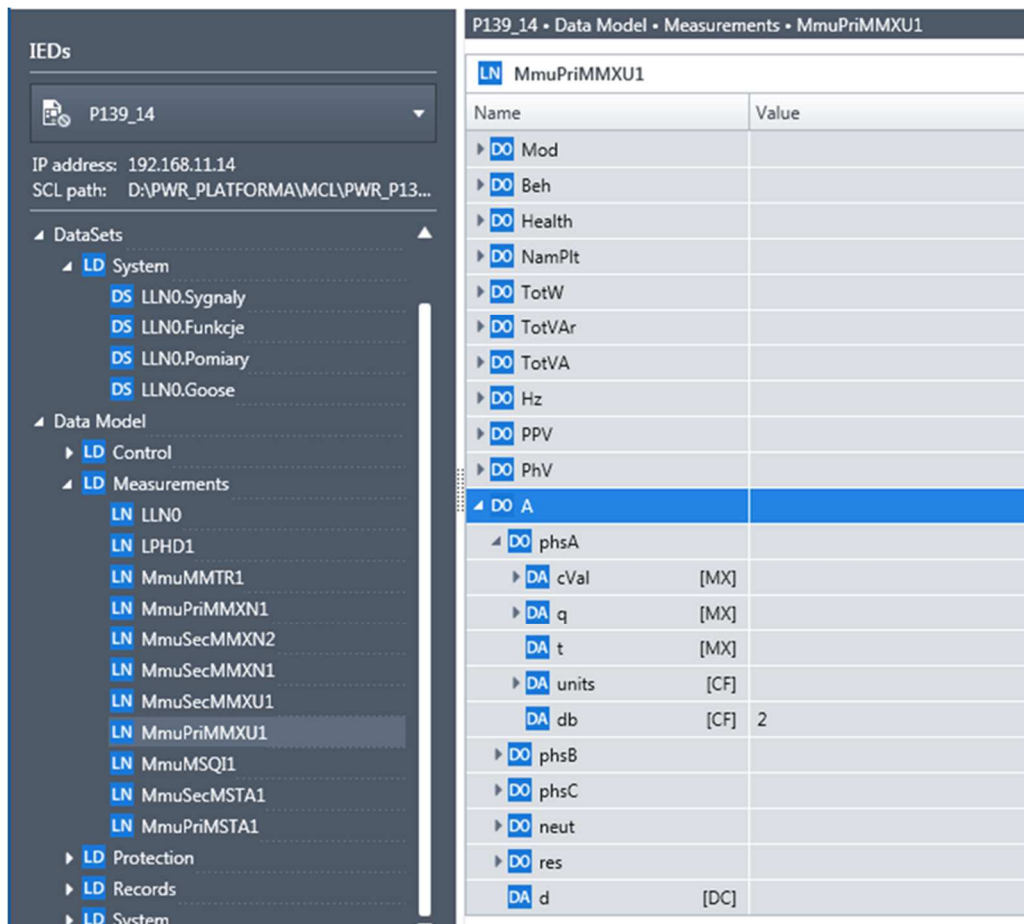 IEDs
P139_14
IP address: 192.168.11.14
SCL path: D:\PWR_PLATFORMA\MCL\PWR_P13...
DataSets
LD System
DS LLN0.Sygnaly
DS LLN0.Funkcje
DS LLN0.Pomiary
DS LLN0.Goose
Data Model
LD Control
LD Measurements
LN LLN0
LN LPHD1
LN MmuMMTR1
LN MmuPriMMXN1
LN MmuSecMMXN2
LN MmuSecMMXN1
LN MmuSecMMXU1
LN MmuPriMMXU1
LN MmuMSQI1
LN MmuSecMSTA1
LN MmuPriMSTA1
LD Protection
LD Records
LD System
P139_14 • Data Model • Measurements • MmuPriMMXU1
LN MmuPriMMXU1
Name Value
DO Mod
DO Beh
DO Health
DO NamPlt
DO TotW
DO TotVAr
DO TotVA
DO Hz
DO PPV
DO PhV
DO A
DO phsA
DA cVal [MX]
DA q [MX]
DA t [MX]
DA units [CF]
DA db [CF] 2
DO phsB
DO phsC
DO neut
DO res
DA d [DC]